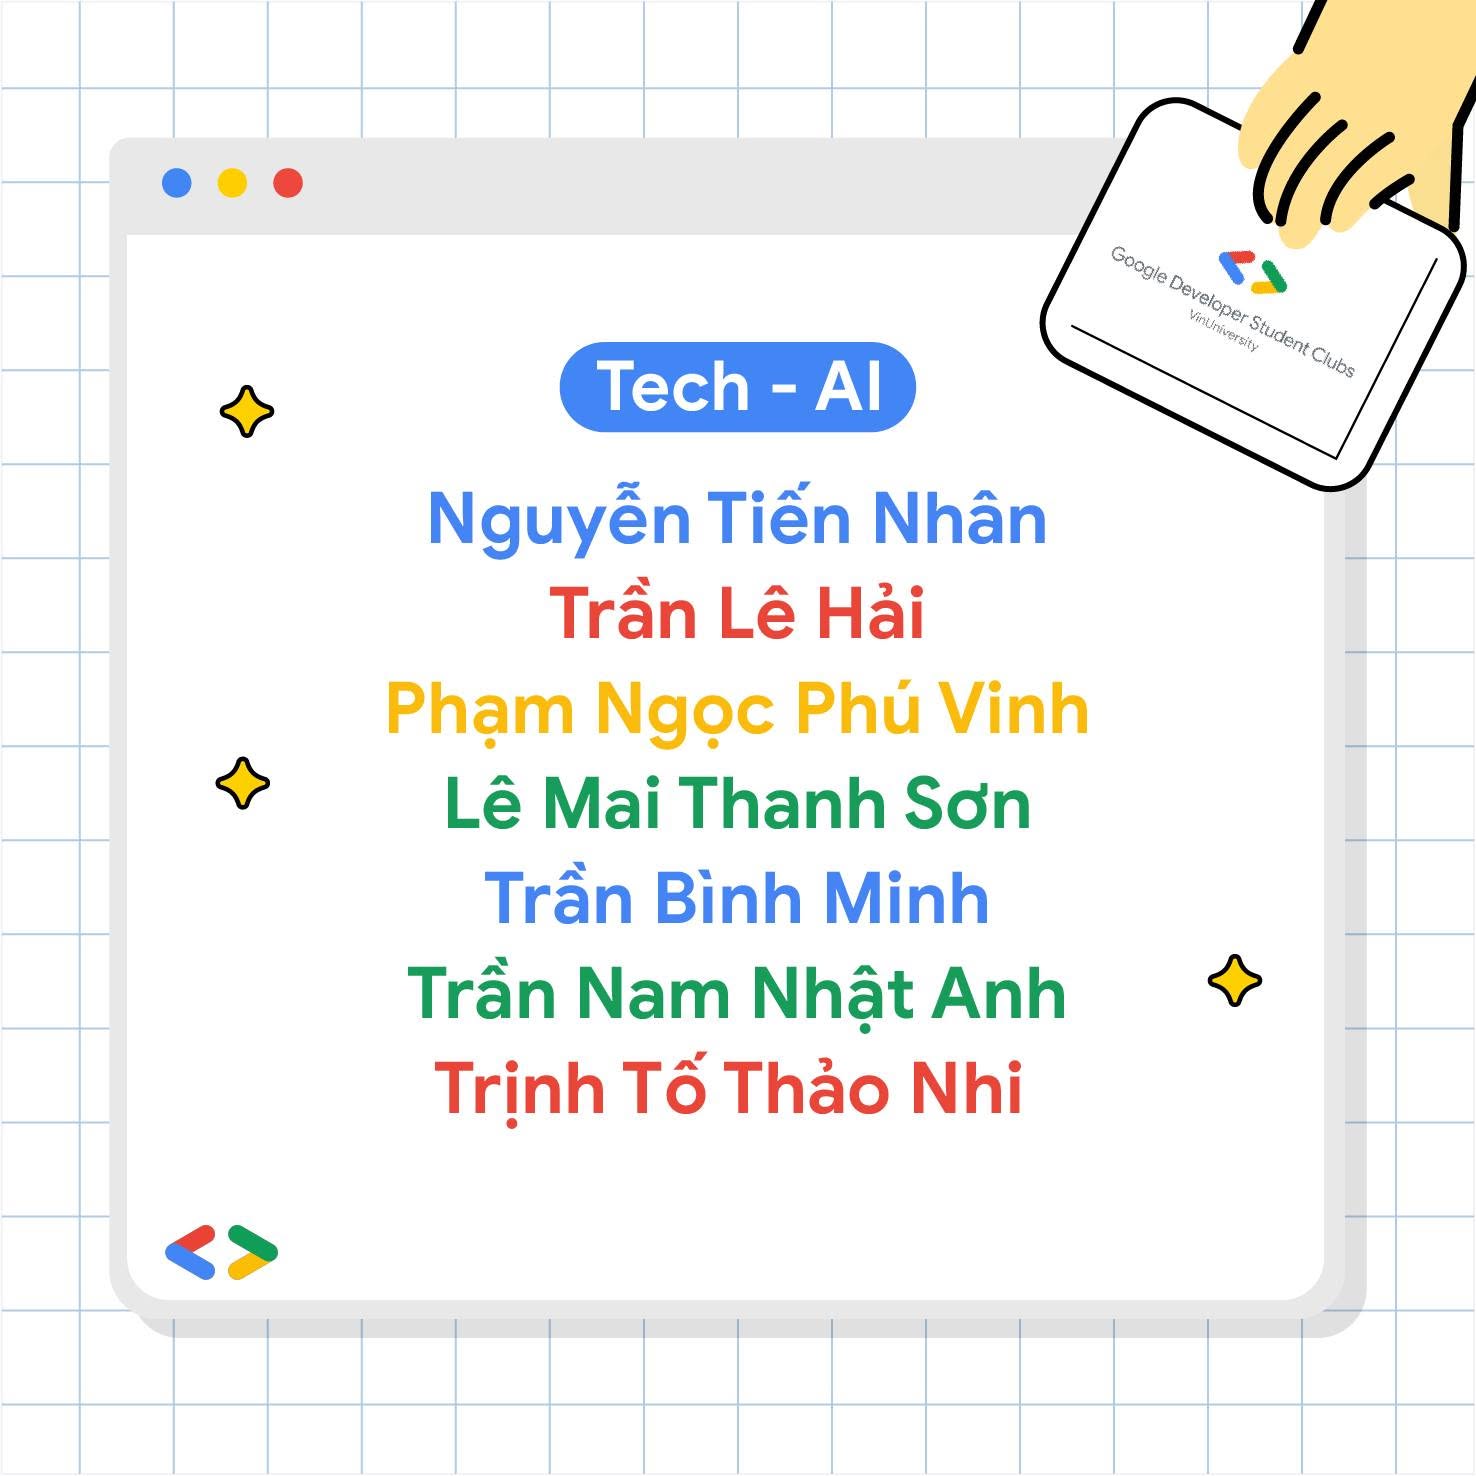 Google Developer Student Clubs
VinUniversity
Tech - AI
Nguyễn Tiến Nhân
Trần Lê Hải
Phạm Ngọc Phú Vinh
Lê Mai Thanh Sơn
Trần Bình Minh
Trần Nam Nhật Anh
Trịnh Tố Thảo Nhi